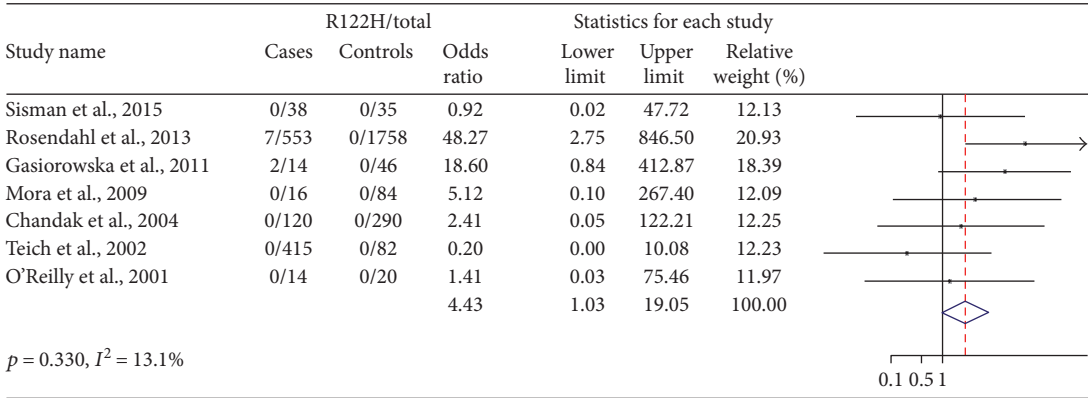 R122H/total Statistics for each study
Study name Cases Controls Odds ratio Lower limit Upper limit Relative weight (%)
Sisman et al., 2015 0/38 0/35 0.92 0.02 47.72 12.13
Rosendahl et al., 2013 7/553 0/1758 48.27 2.75 846.50 20.93
Gasiorowska et al., 2011 2/14 0/46 18.60 0.84 412.87 18.39
Mora et al., 2009 0/16 0/84 5.12 0.10 267.40 12.09
Chandak et al., 2004 0/120 0/290 2.41 0.05 122.21 12.25
Teich et al., 2002 0/415 0/82 0.20 0.00 10.08 12.23
O'Reilly et al., 2001 0/14 0/20 1.41 0.03 75.46 11.97
4.43 1.03 19.05 100.00
p = 0.330, I² = 13.1%
0.1 0.5 1